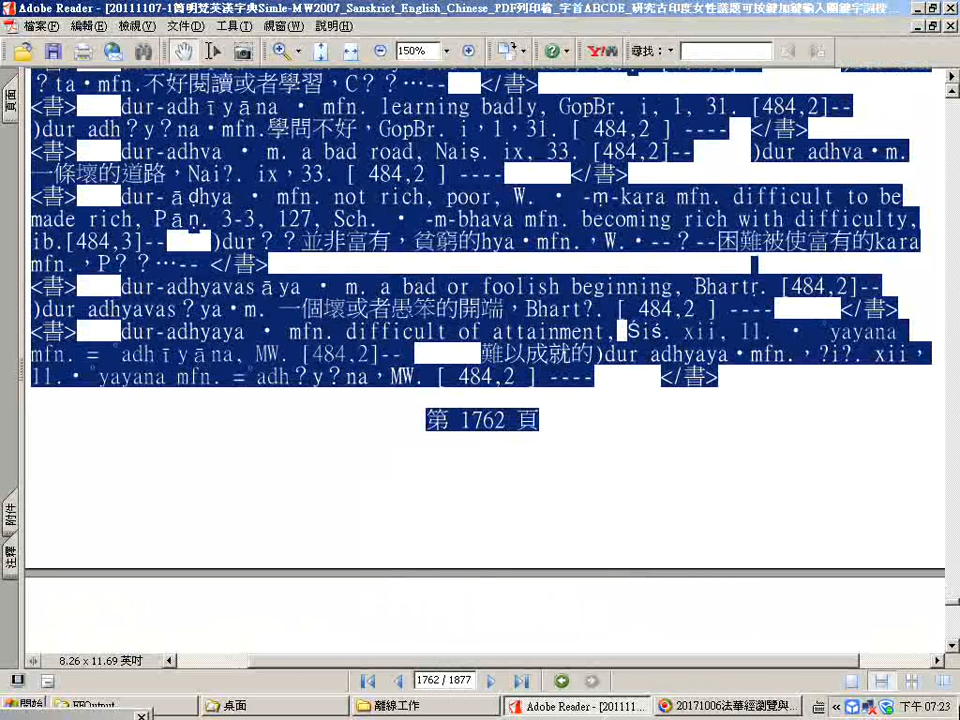 Adobe Reader - [20111107-1簡明梵英漢字典Simle-MW2007_Sanskrict_English_Chinese_PDF列印檔_字首ABCDE_研究古印度女性議題可按鍵加鍵輸入關鍵字詞搜
檔案(F) 編輯(E) 檢視(V) 文件(D) 工具(T) 視窗(W) 說明(H)
150% Y! 尋找：
頁面
？ta‧mfn.不好閱讀或者學習，C？？…-- </書>
<書> dur-adhīyāna ‧ mfn. learning badly, GopBr. i, 1, 31. [484,2]--
)dur adh？y？na‧mfn.學問不好，GopBr. i，1，31. [ 484,2 ] ---- </書>
<書> dur-adhva ‧ m. a bad road, Naiṣ. ix, 33. [484,2]-- )dur adhva‧m.
一條壞的道路，Nai?. ix，33. [ 484,2 ] ---- </書>
<書> dur-āḍhya ‧ mfn. not rich, poor, W. ‧ -ṃ-kara mfn. difficult to be
made rich, Pāṇ. 3-3, 127, Sch. ‧ -m-bhava mfn. becoming rich with difficulty,
ib.[484,3]-- )dur？？並非富有，貧窮的hya‧mfn.，W.‧--？--困難被使富有的kara
mfn.，P？？…-- </書>
<書> dur-adhyavasāya ‧ m. a bad or foolish beginning, Bhartṛ. [484,2]--
)dur adhyavas？ya‧m. 一個壞或者愚笨的開端，Bhart?. [ 484,2 ] ---- </書>
<書> dur-adhyaya ‧ mfn. difficult of attainment, Śiś. xii, 11. ‧ °yayana
mfn. = °adhīyāna, MW. [484.2]-- 難以成就的)dur adhyaya‧mfn.，?i?. xii，
11.‧°yayana mfn. =°adh？y？na，MW. [ 484,2 ] ---- </書>
第 1762 頁
附件
注釋
8.26 x 11.69 英吋
1762 / 1877
開始 EEOutput 桌面 離線工作 Adobe Reader - [2011... 20171006法華經瀏覽與... 下午 07:23